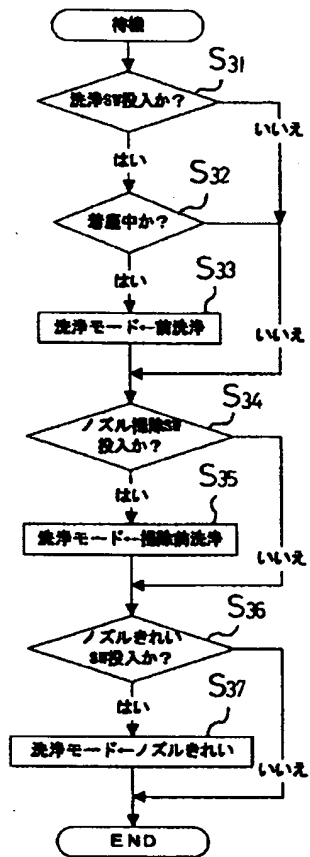 待機
S31
洗浄SW投入か?
いいえ
はい
S32
着座中か?
はい
S33
洗浄モード←前洗浄
いいえ
S34
ノズル掃除SW
投入か?
はい
S35
洗浄モード←掃除前洗浄
いいえ
S36
ノズルきれい
SW投入か?
はい
S37
洗浄モード←ノズルきれい
いいえ
END